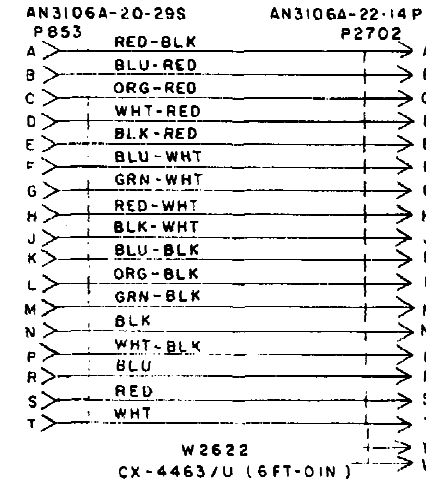 AN3106A-20-29S AN3106A-22-14P
P853 P2702
A RED-BLK
B BLU-RED
C ORG-RED
D WHT-RED
E BLK-RED
F BLU-WHT
G GRN-WHT
H RED-WHT
J BLK-WHT
K BLU-BLK
L ORG-BLK
M GRN-BLK
N BLK
P WHT-BLK
R BLU
S RED
T WHT
W2622
CX-4463/U (6FT-0IN)